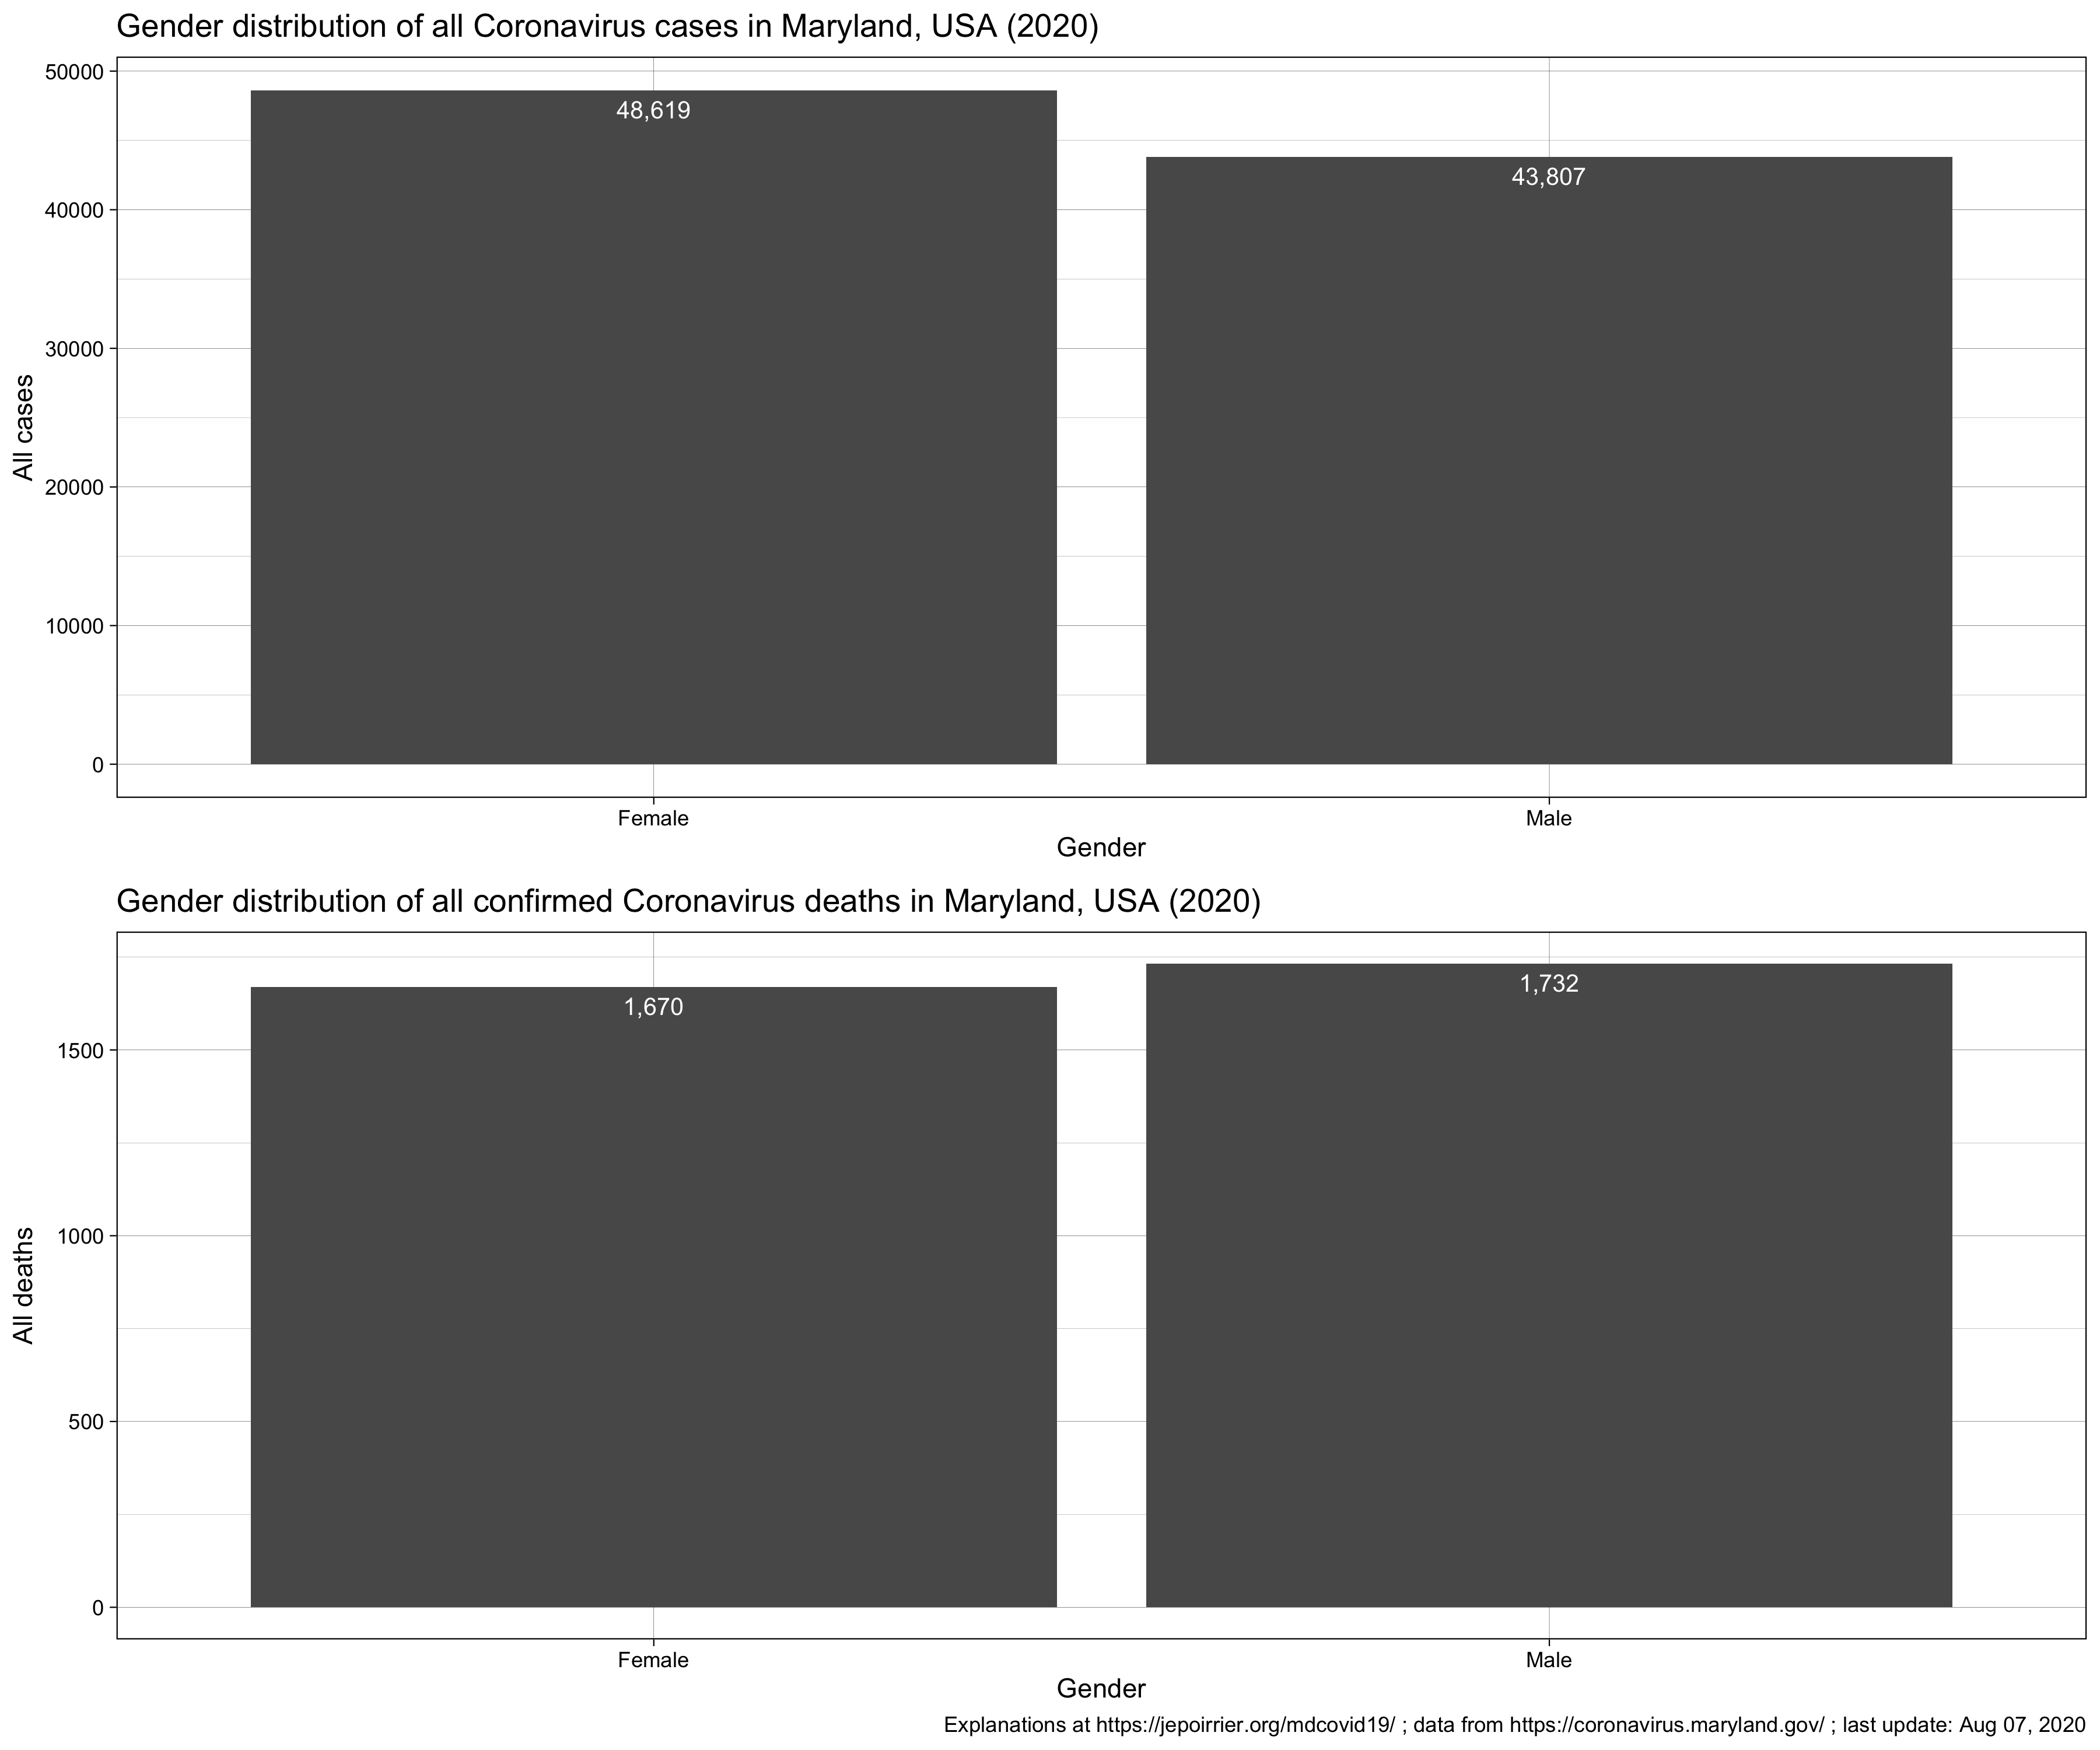 Gender distribution of all Coronavirus cases in Maryland, USA (2020)
50000
40000
30000
20000
10000
0
All cases
48,619
43,807
Female
Male
Gender
Gender distribution of all confirmed Coronavirus deaths in Maryland, USA (2020)
1500
1000
500
0
All deaths
1,670
1,732
Female
Male
Gender
Explanations at https://jepoirrier.org/mdcovid19/ ; data from https://coronavirus.maryland.gov/ ; last update: Aug 07, 2020